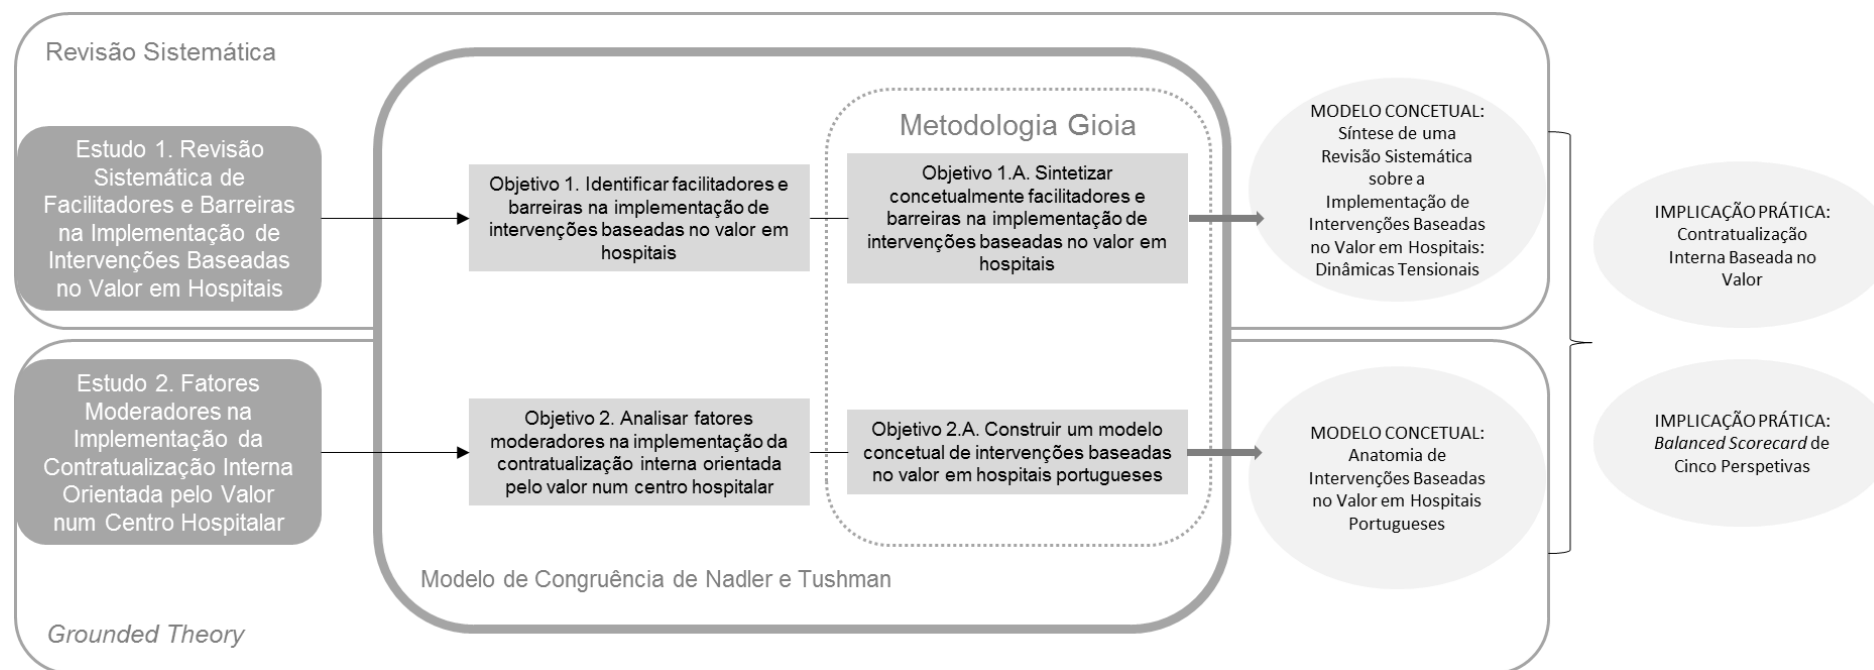 Revisão Sistemática
Estudo 1. Revisão
Sistemática de
Facilitadores e Barreiras
na Implementação de
Intervenções Baseadas
no Valor em Hospitais
Objetivo 1. Identificar facilitadores e
barreiras na implementação de
intervenções baseadas no valor em
hospitais
Metodologia Gioia
Objetivo 1.A. Sintetizar
concetualmente facilitadores e
barreiras na implementação de
intervenções baseadas no valor em
hospitais
MODELO CONCETUAL:
Síntese de uma
Revisão Sistemática
sobre a
Implementação de
Intervenções Baseadas
no Valor em Hospitais:
Dinâmicas Tensionais
Estudo 2. Fatores
Moderadores na
Implementação da
Contratualização Interna
Orientada pelo Valor
num Centro Hospitalar
Objetivo 2. Analisar fatores
moderadores na implementação da
contratualização interna orientada
pelo valor num centro hospitalar
Objetivo 2.A. Construir um modelo
concetual de intervenções baseadas
no valor em hospitais portugueses
MODELO CONCETUAL:
Anatomia de
Intervenções Baseadas
no Valor em Hospitais
Portugueses
Modelo de Congruência de Nadler e Tushman
Grounded Theory
IMPLICAÇÃO PRÁTICA:
Contratualização
Interna Baseada no
Valor
IMPLICAÇÃO PRÁTICA:
Balanced Scorecard de
Cinco Perspetivas